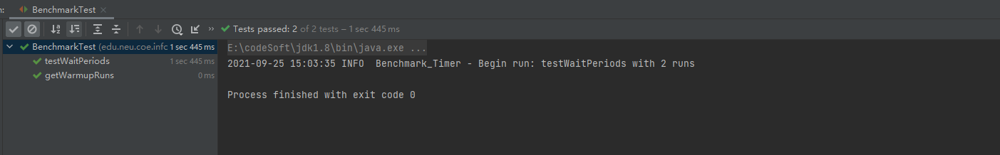 n: BenchmarkTest
Tests passed: 2 of 2 tests – 1 sec 445 ms
BenchmarkTest (edu.neu.coe.infc 1 sec 445 ms
testWaitPeriods 1 sec 445 ms
getWarmupRuns 0 ms
E:\codeSoft\jdk1.8\bin\java.exe ...
2021-09-25 15:03:35 INFO  Benchmark_Timer - Begin run: testWaitPeriods with 2 runs
Process finished with exit code 0